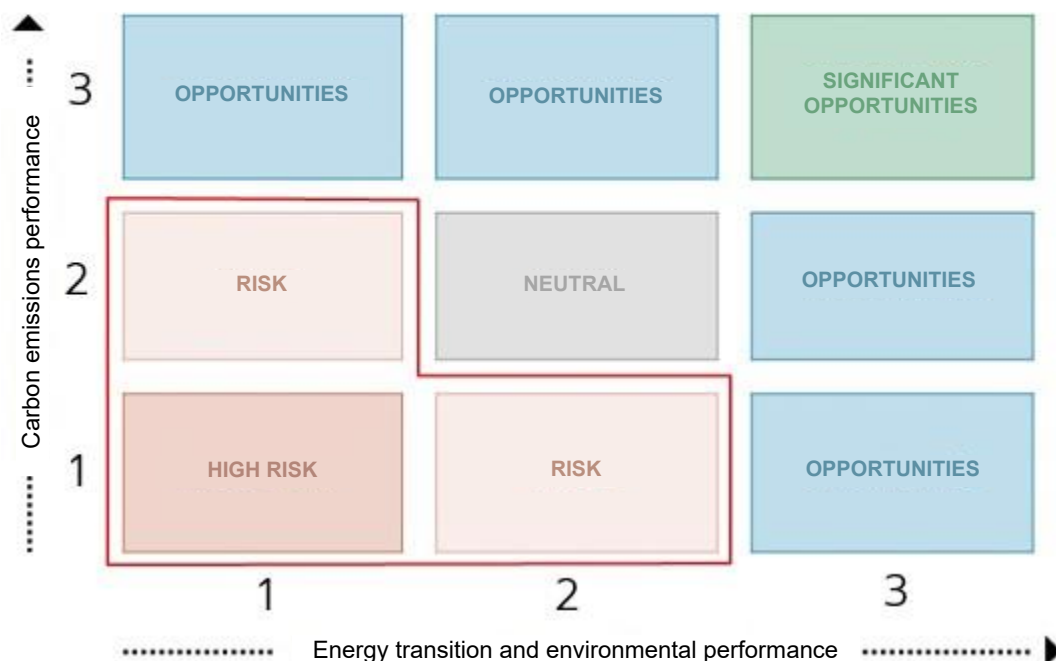 Carbon emissions performance
3
OPPORTUNITIES
OPPORTUNITIES
SIGNIFICANT
OPPORTUNITIES
2
RISK
NEUTRAL
OPPORTUNITIES
1
HIGH RISK
RISK
OPPORTUNITIES
1
2
3
Energy transition and environmental performance